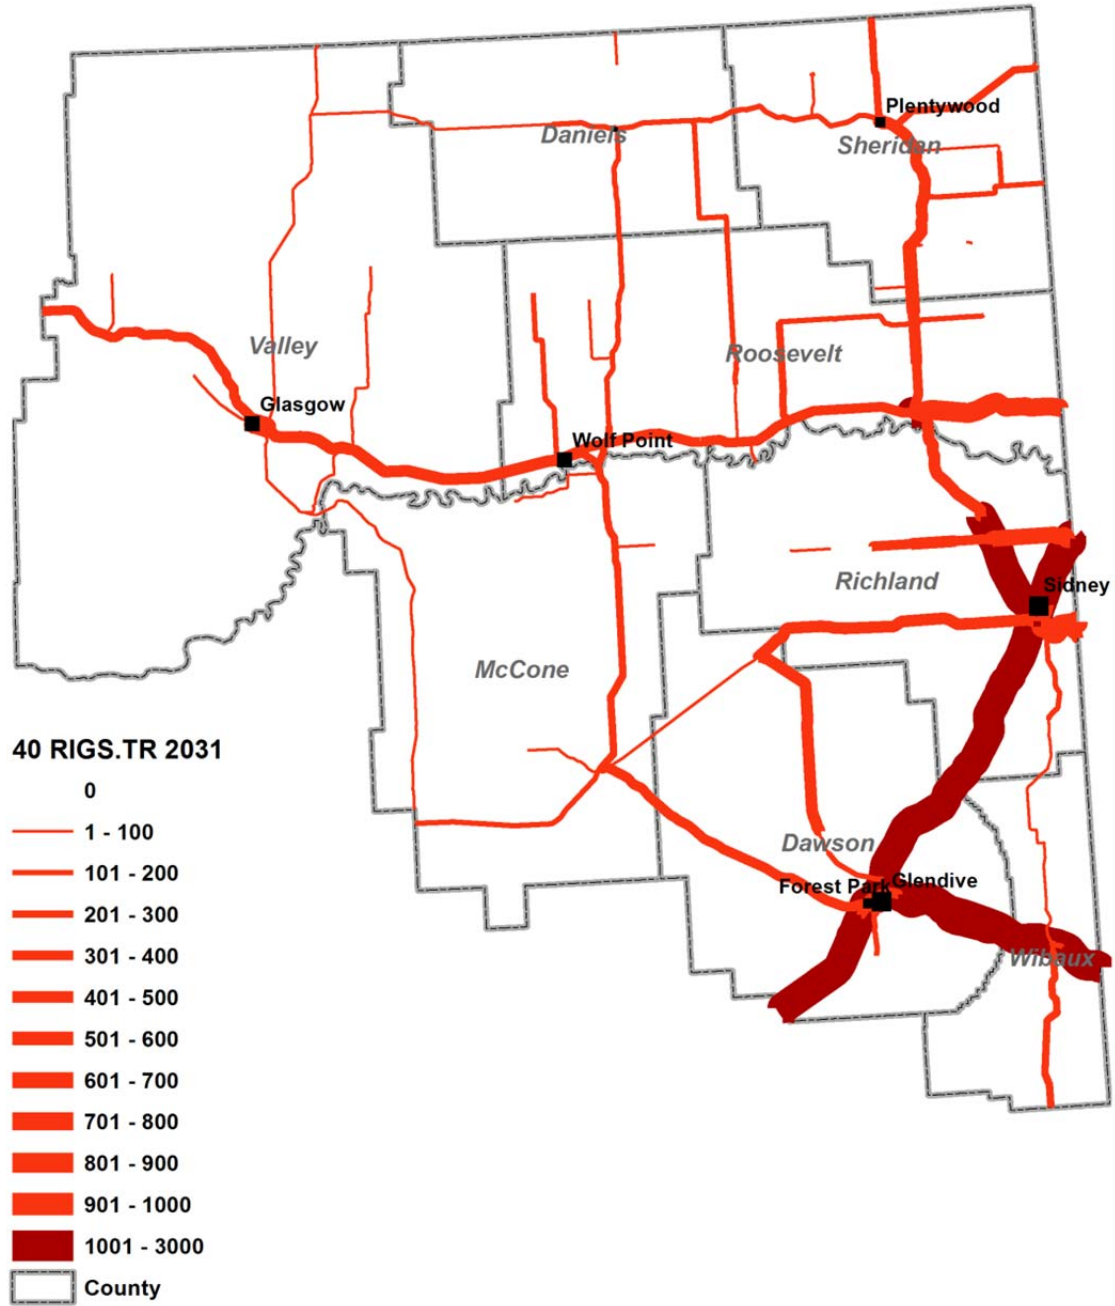 Plentywood
Daniels
Sheridan
Valley
Roosevelt
Glasgow
Wolf Point
Richland
Sidney
McCone
40 RIGS.TR 2031
0
1 - 100
101 - 200
201 - 300
301 - 400
401 - 500
501 - 600
601 - 700
701 - 800
801 - 900
901 - 1000
1001 - 3000
County
Dawson
Forest Park
Glendive
Wibaux